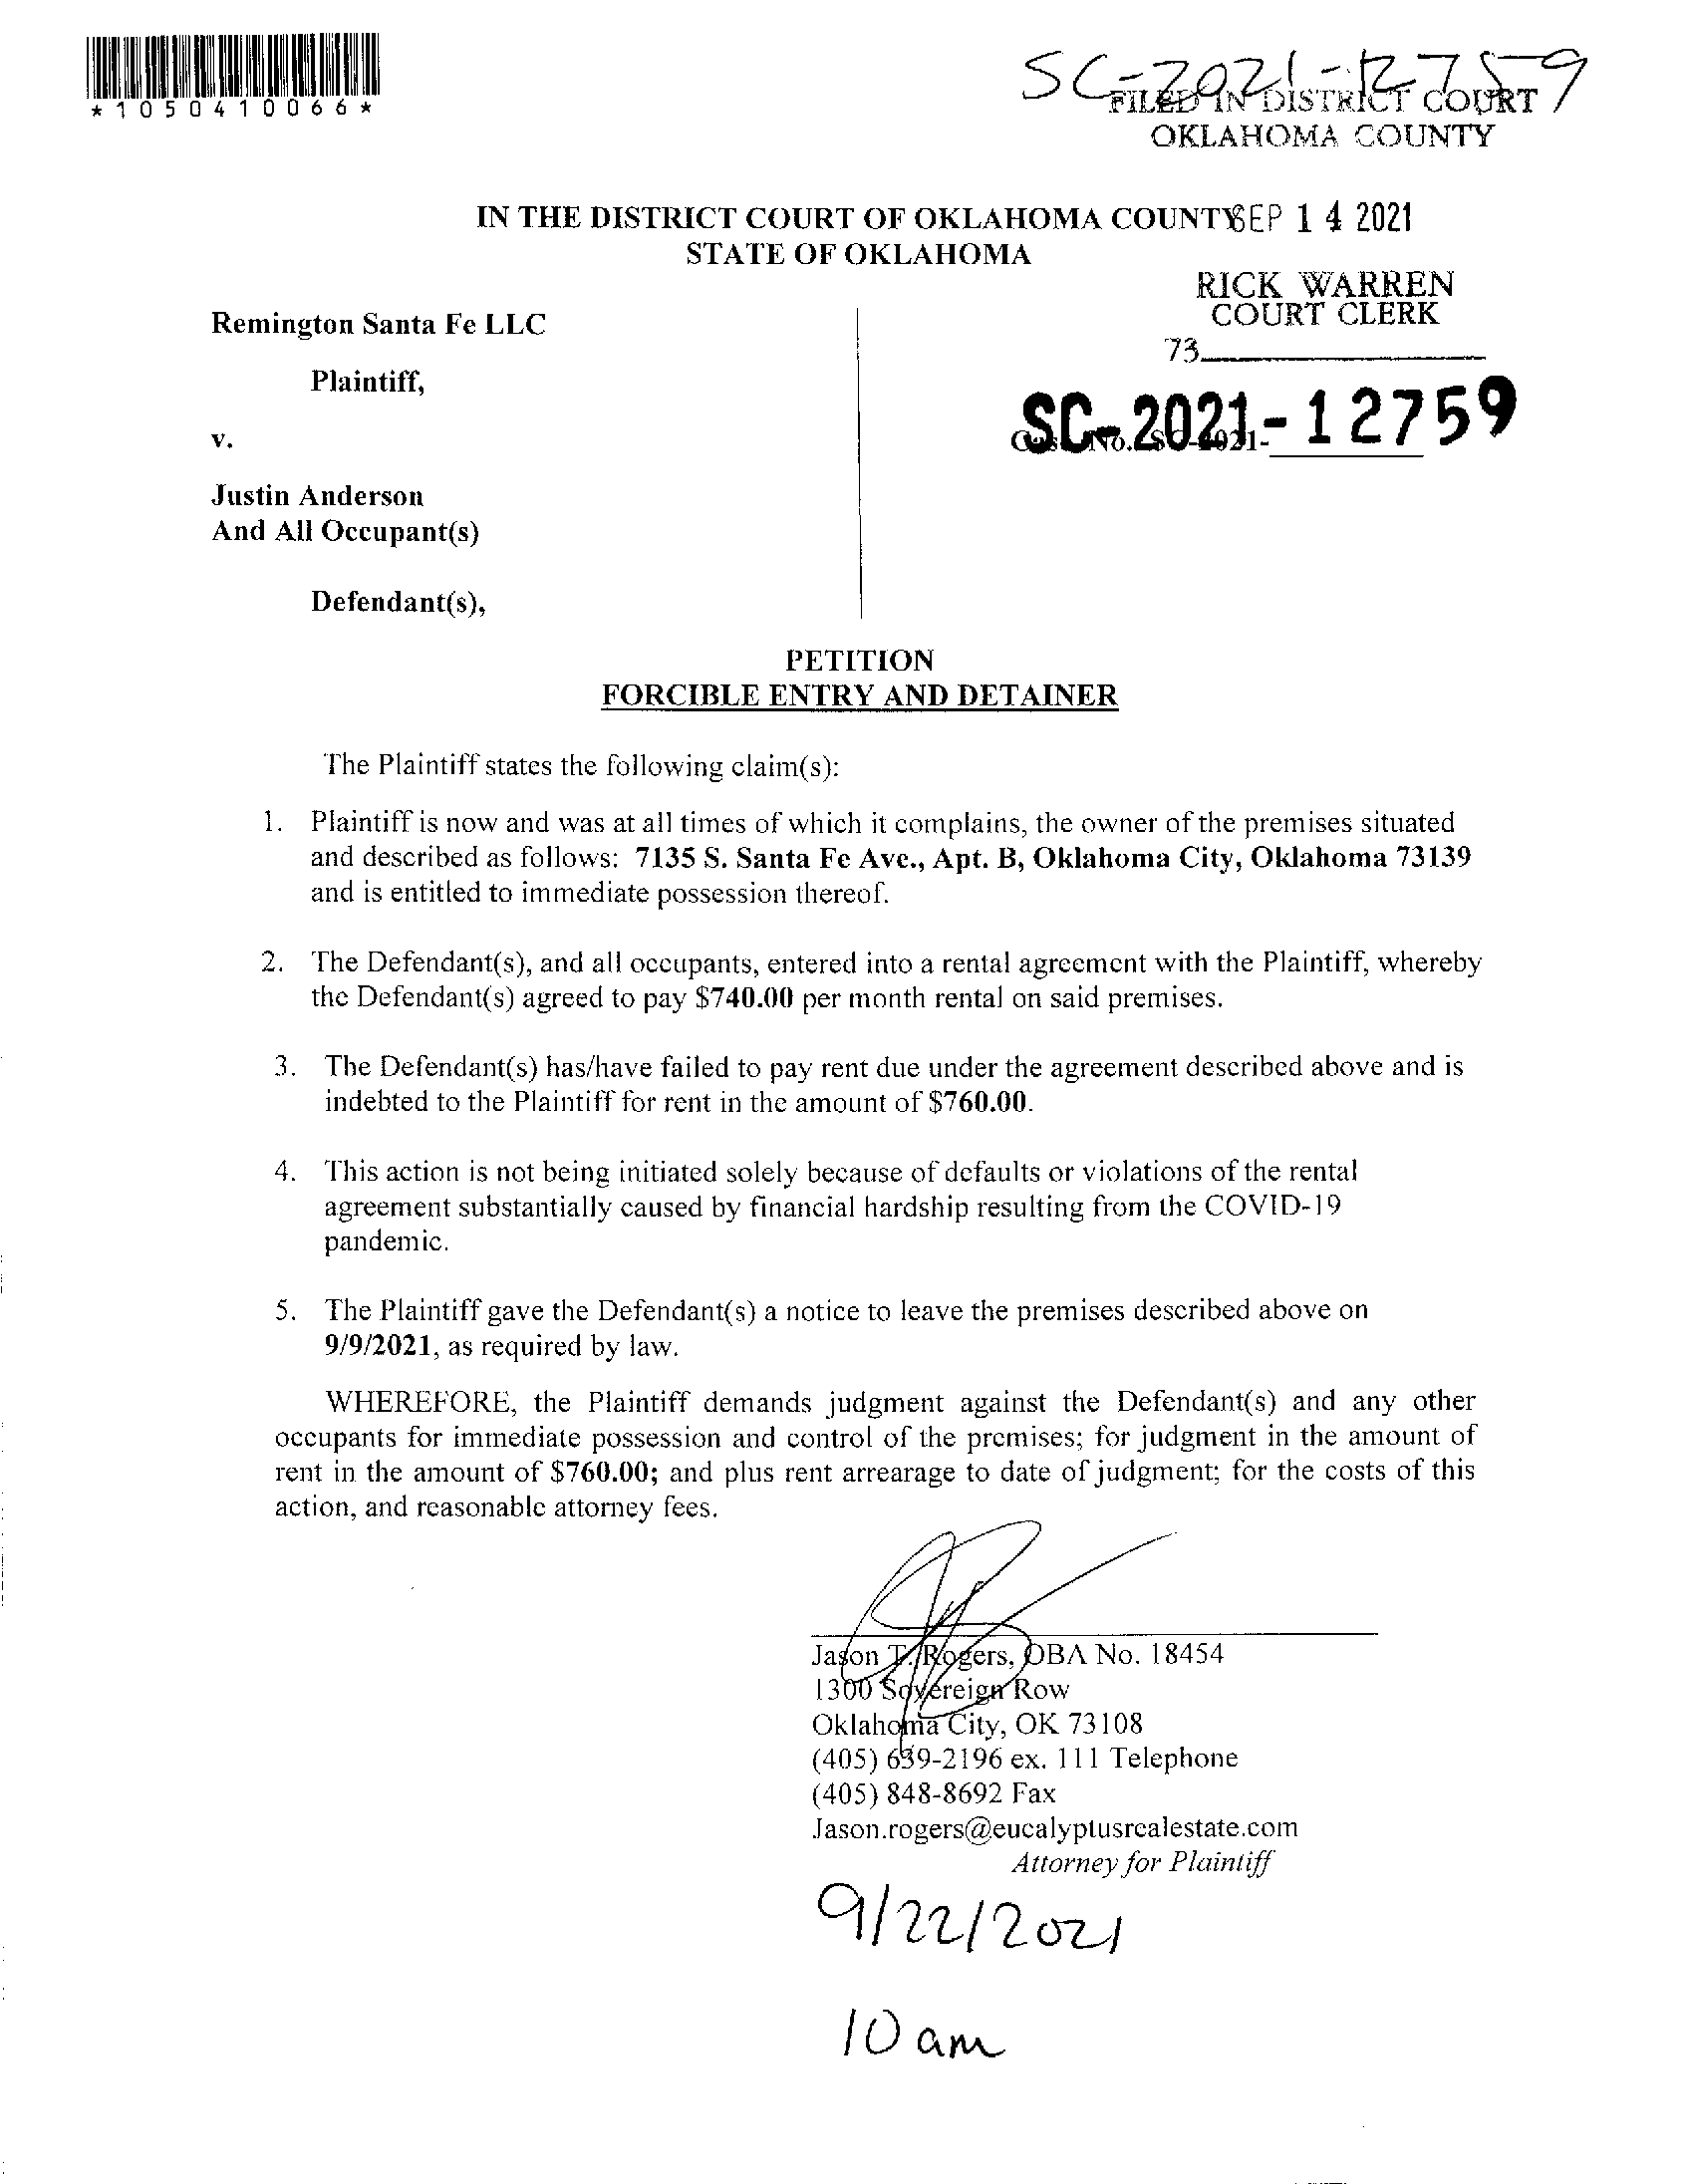 *1050410066*
SC-2021-12759
FILED IN DISTRICT COURT
OKLAHOMA COUNTY
IN THE DISTRICT COURT OF OKLAHOMA COUNTY SEP 14 2021
STATE OF OKLAHOMA
RICK WARREN
COURT CLERK
73
Remington Santa Fe LLC
Plaintiff,
SC-2021-12759
Case No. SC-2021-
v.
Justin Anderson
And All Occupant(s)
Defendant(s),
PETITION
FORCIBLE ENTRY AND DETAINER
The Plaintiff states the following claim(s):
1. Plaintiff is now and was at all times of which it complains, the owner of the premises situated
and described as follows: 7135 S. Santa Fe Ave., Apt. B, Oklahoma City, Oklahoma 73139
and is entitled to immediate possession thereof.
2. The Defendant(s), and all occupants, entered into a rental agreement with the Plaintiff, whereby
the Defendant(s) agreed to pay $740.00 per month rental on said premises.
3. The Defendant(s) has/have failed to pay rent due under the agreement described above and is
indebted to the Plaintiff for rent in the amount of $760.00.
4. This action is not being initiated solely because of defaults or violations of the rental
agreement substantially caused by financial hardship resulting from the COVID-19
pandemic.
5. The Plaintiff gave the Defendant(s) a notice to leave the premises described above on
9/9/2021, as required by law.
WHEREFORE, the Plaintiff demands judgment against the Defendant(s) and any other
occupants for immediate possession and control of the premises; for judgment in the amount of
rent in the amount of $760.00; and plus rent arrearage to date of judgment; for the costs of this
action, and reasonable attorney fees.
Jason T. Rogers, OBA No. 18454
1300 Sovereign Row
Oklahoma City, OK 73108
(405) 639-2196 ex. 111 Telephone
(405) 848-8692 Fax
Jason.rogers@eucalyptusrealestate.com
Attorney for Plaintiff
9/22/2021
10 am